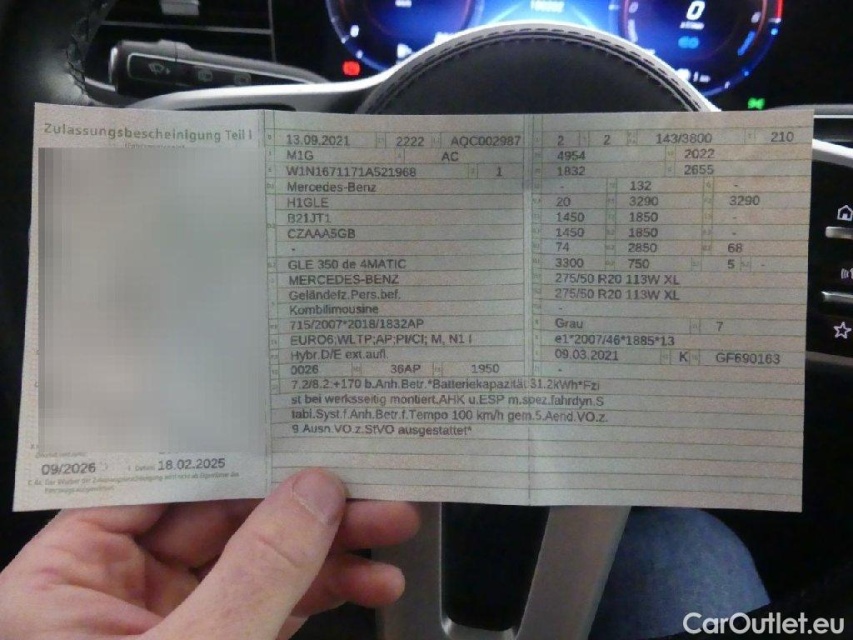 Zulassungsbescheinigung Teil I
09/2026 18.02.2025
13.09.2021 2222 AQC002987
M1G AC
W1N1671171A521968 1
Mercedes-Benz
H1GLE
B21JT1
CZAAA5GB
-
GLE 350 de 4MATIC
MERCEDES-BENZ
Geländefz.Pers.bef.
Kombilimousine
715/2007*2018/1832AP
EURO6;WLTP;AP;PI/CI; M, N1 I
Hybr.D/E ext.aufl.
0026 36AP 1950
2 2 143/3800 210
4954 2022
1832 2655
- 132 -
20 3290 3290
1450 1850 -
1450 1850 -
74 2850 68
3300 750 5 -
275/50 R20 113W XL
275/50 R20 113W XL
-
Grau 7
e1*2007/46*1885*13
09.03.2021 K GF690163
7.2/8.2:+170 b.Anh.Betr.*Batteriekapazität 31.2kWh*Fzi
st bei werksseitig montiert.AHK u.ESP m.spez.fahrdyn.S
tabi.Syst.f.Anh.Betr.f.Tempo 100 km/h gem.5.Aend.VO.z.
9.Ausn.VO.z.StVO ausgestattet*
0
CarOutlet.eu